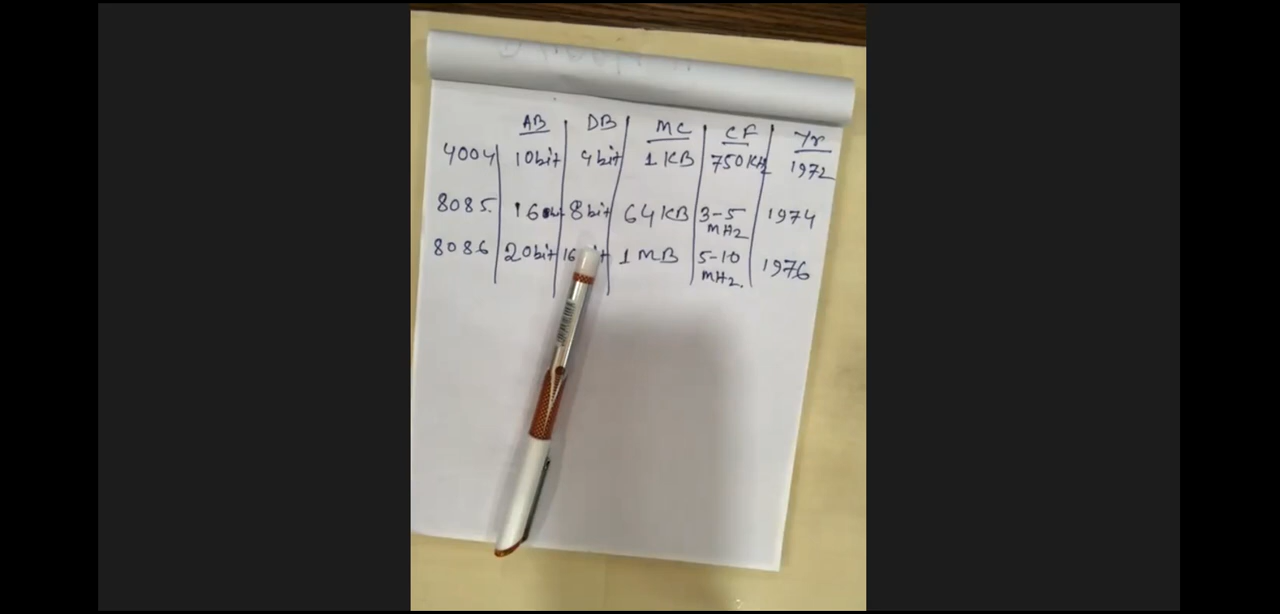 AB DB MC CF Yr
4004 10bit 4bit 1KB 750KHz 1972
8085 16 8bit 64KB 3-5 MHz 1974
8086 20bit 1MB 5-10 MHz. 1976